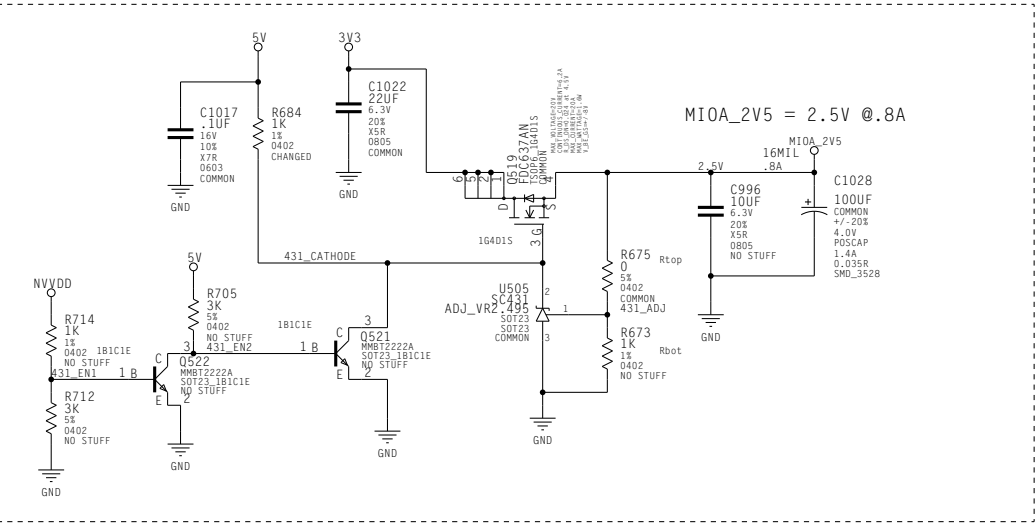 5V
3V3
C1017
.1UF
16V
10%
X7R
0603
COMMON
GND
R684
1K
1%
0402
CHANGED
C1022
22UF
6.3V
20%
X5R
0805
COMMON
GND
6
5
2
1
Q519
FDC637AN
TSOP6_1G4D1S
COMMON
4
D
S
3 G
1G4D1S
MIOA_2V5 = 2.5V @.8A
MIOA_2V5
2.5V
16MIL
.8A
C996
10UF
6.3V
20%
X5R
0805
NO STUFF
GND
C1028
100UF
COMMON
+/-20%
4.0V
POSCAP
1.4A
0.035R
SMD_3528
431_CATHODE
R675
0
5%
0402
COMMON
Rtop
431_ADJ
U505
SC431
ADJ_VR2.495
SOT23
SOT23
COMMON
2
1
3
R673
1K
1%
0402
NO STUFF
Rbot
GND
NVVDD
R714
1K
1%
0402
NO STUFF
431_EN1
R712
3K
5%
0402
NO STUFF
GND
5V
R705
3K
5%
0402
NO STUFF
1B1C1E
1 B
C
E
3
2
Q522
MMBT2222A
SOT23_1B1C1E
NO STUFF
GND
431_EN2
1B1C1E
1 B
C
E
3
2
Q521
MMBT2222A
SOT23_1B1C1E
NO STUFF
GND